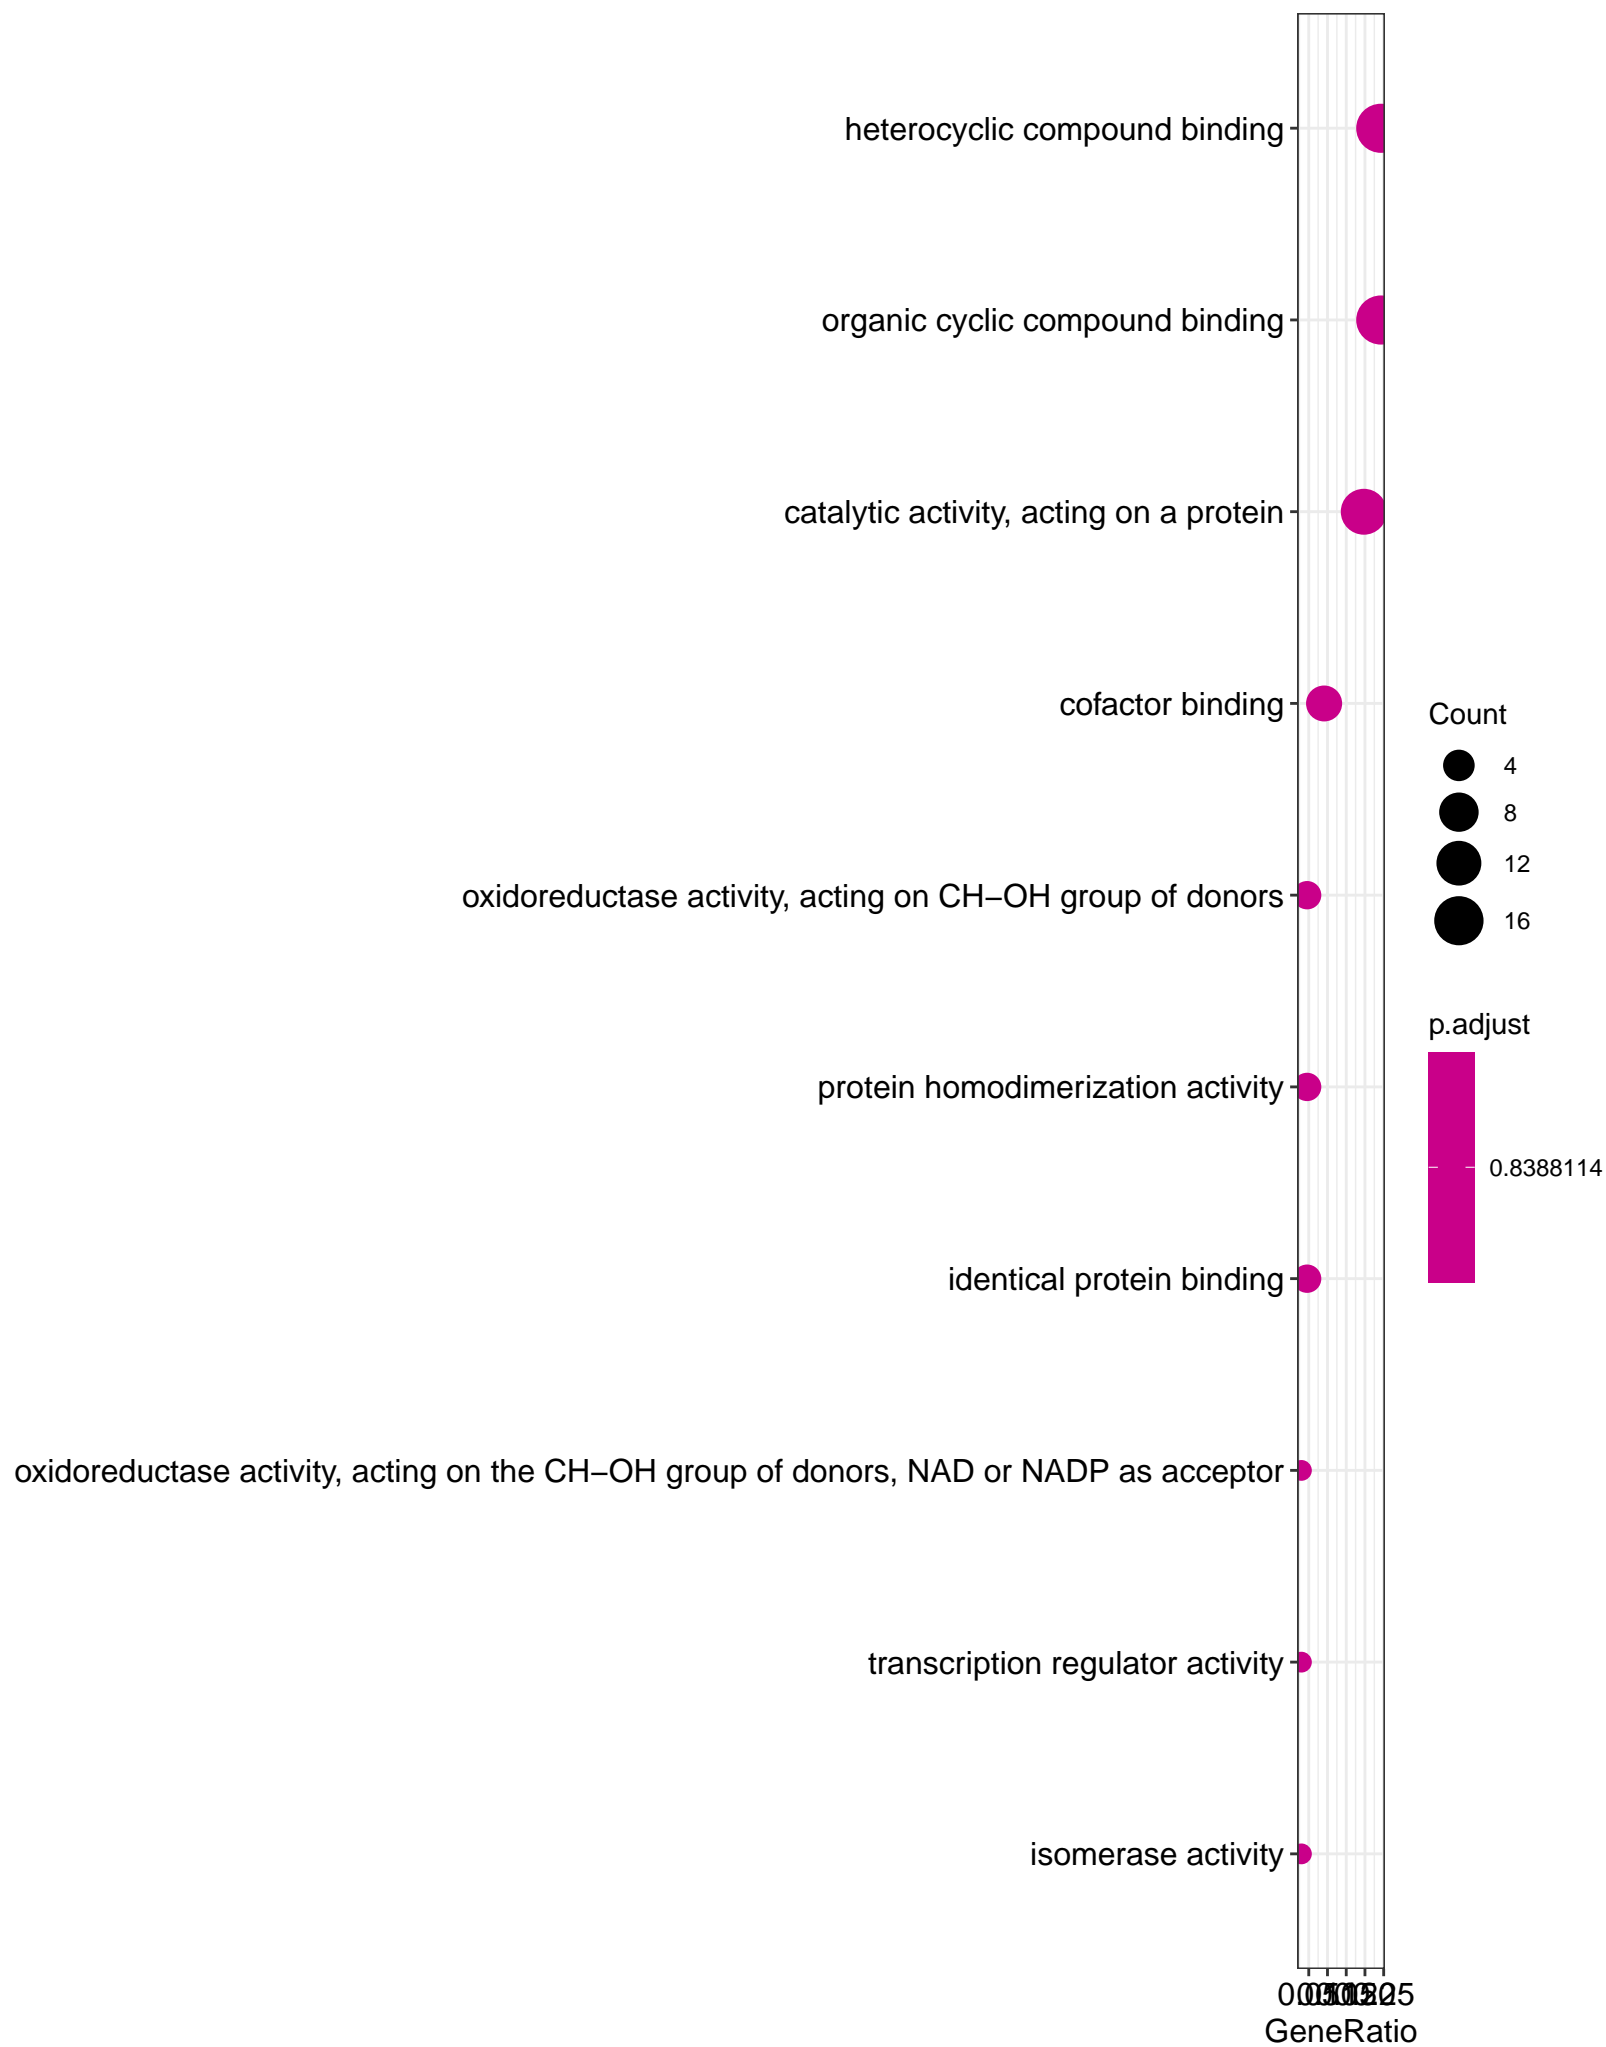 heterocyclic compound binding
organic cyclic compound binding
catalytic activity, acting on a protein
cofactor binding
oxidoreductase activity, acting on CH−OH group of donors
protein homodimerization activity
identical protein binding
oxidoreductase activity, acting on the CH−OH group of donors, NAD or NADP as acceptor
transcription regulator activity
isomerase activity
GeneRatio
Count
4
8
12
16
p.adjust
0.8388114